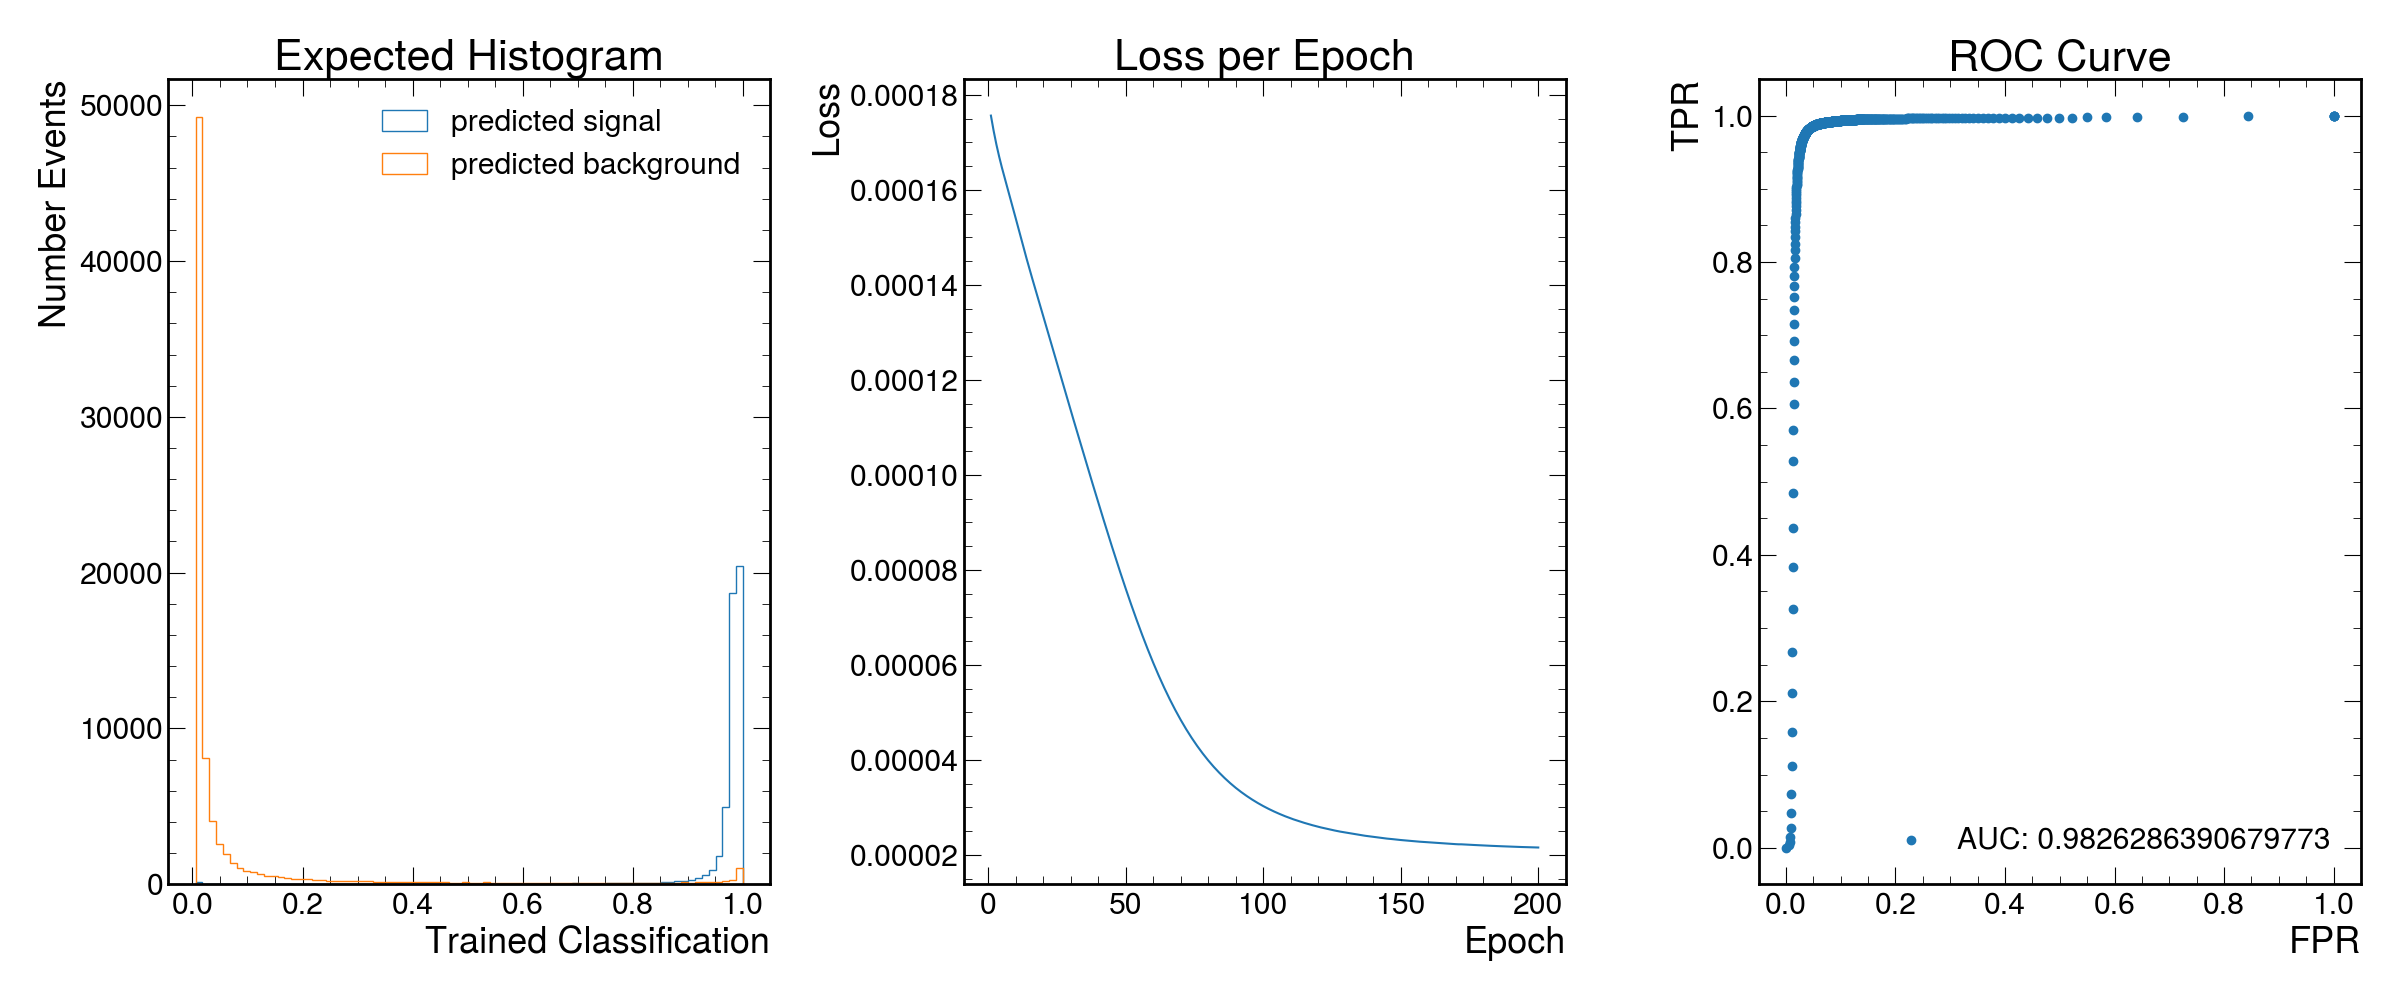 Expected Histogram
Number Events
50000
40000
30000
20000
10000
0
predicted signal
predicted background
0.0 0.2 0.4 0.6 0.8 1.0
Trained Classification
Loss per Epoch
Loss
0.00018
0.00016
0.00014
0.00012
0.00010
0.00008
0.00006
0.00004
0.00002
0 50 100 150 200
Epoch
ROC Curve
TPR
1.0
0.8
0.6
0.4
0.2
0.0
AUC: 0.9826286390679773
0.0 0.2 0.4 0.6 0.8 1.0
FPR